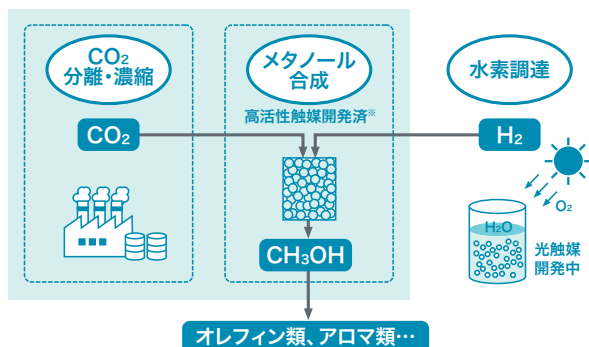 CO₂
分離・濃縮
メタノール
合成
水素調達
高活性触媒開発済※
CO₂
H₂
O₂
H₂O
光触媒
開発中
CH₃OH
オレフィン類、アロマ類…